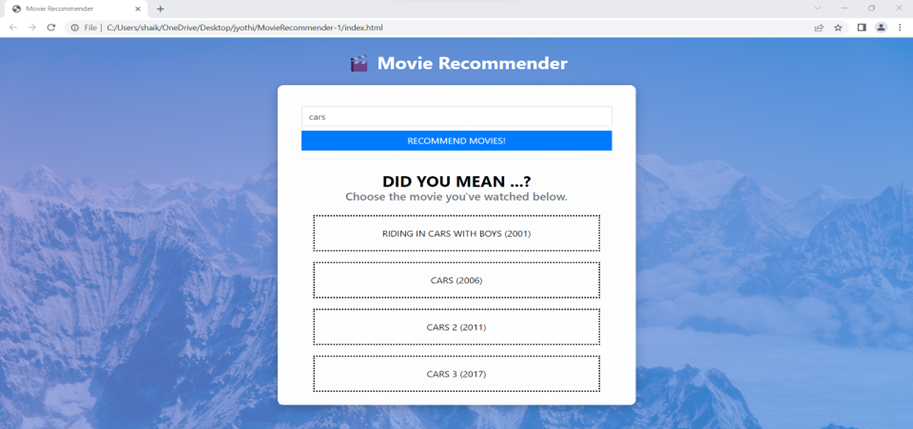 Movie Recommender
File | C:/Users/shaik/OneDrive/Desktop/jyothi/MovieRecommender-1/index.html
Movie Recommender
cars
RECOMMEND MOVIES!
DID YOU MEAN ...?
Choose the movie you've watched below.
RIDING IN CARS WITH BOYS (2001)
CARS (2006)
CARS 2 (2011)
CARS 3 (2017)